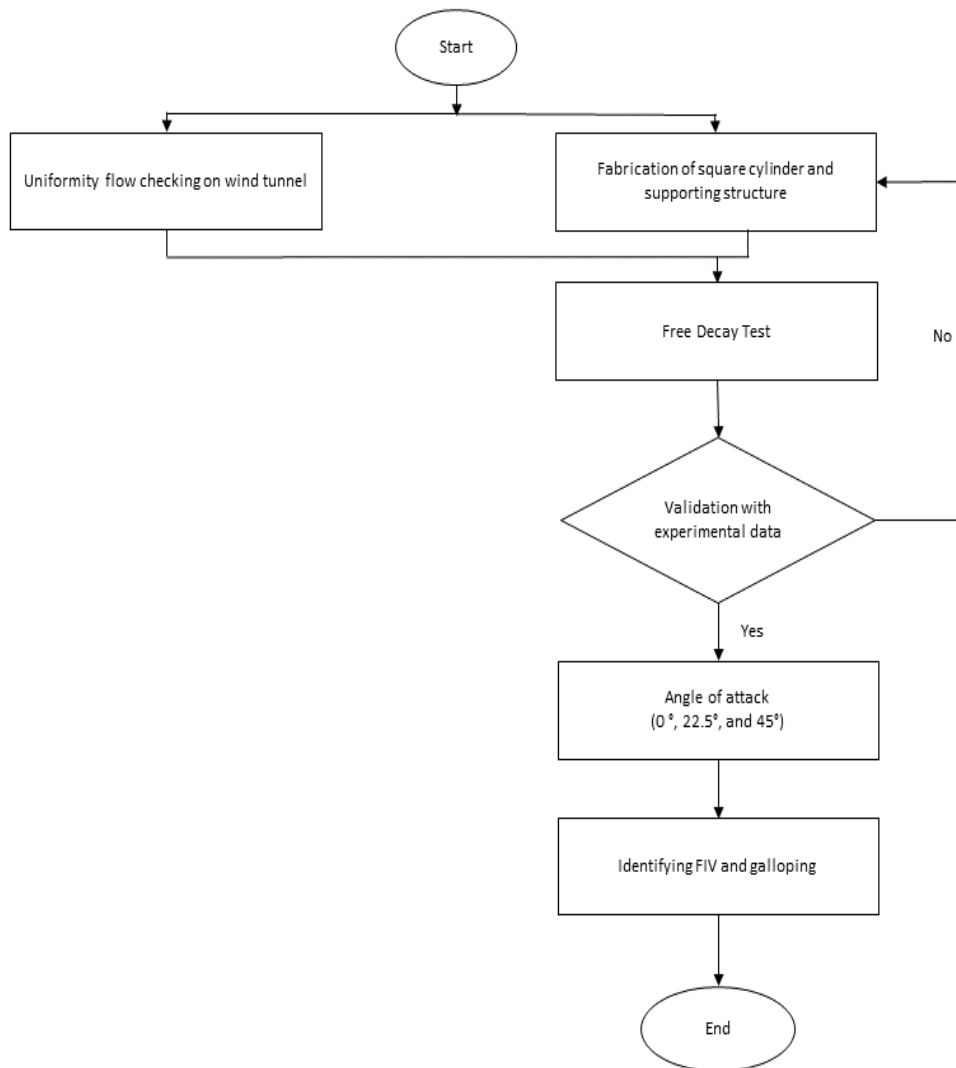 Start
Uniformity flow checking on wind tunnel
Fabrication of square cylinder and
supporting structure
Free Decay Test
No
Validation with
experimental data
Yes
Angle of attack
(0 °, 22.5°, and 45°)
Identifying FIV and galloping
End